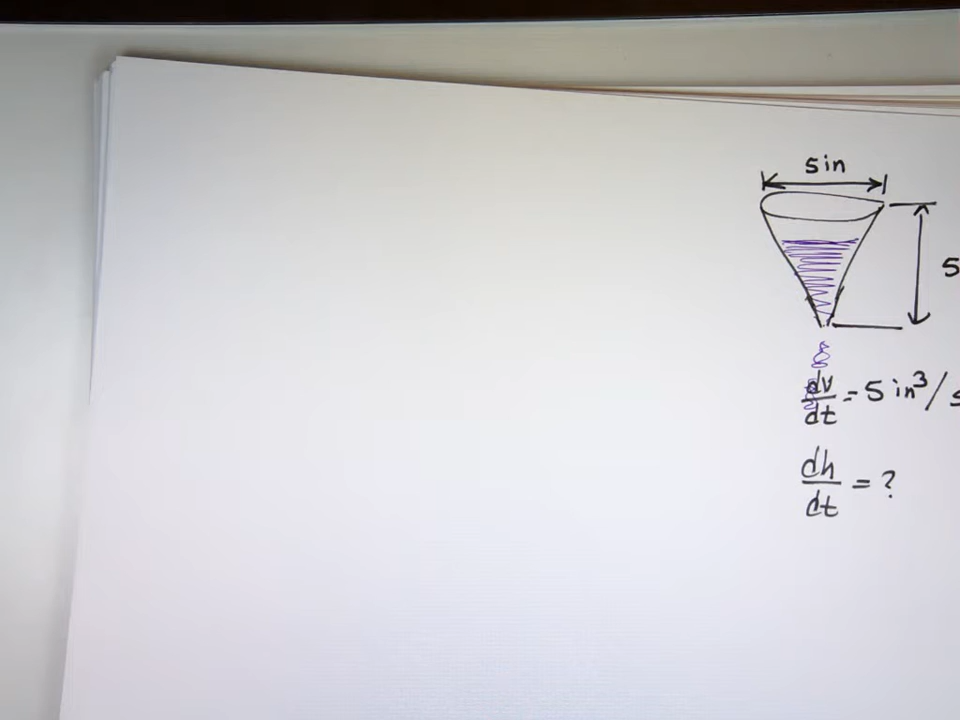 5in
5
dv/dt = 5 in³/s
dh/dt = ?